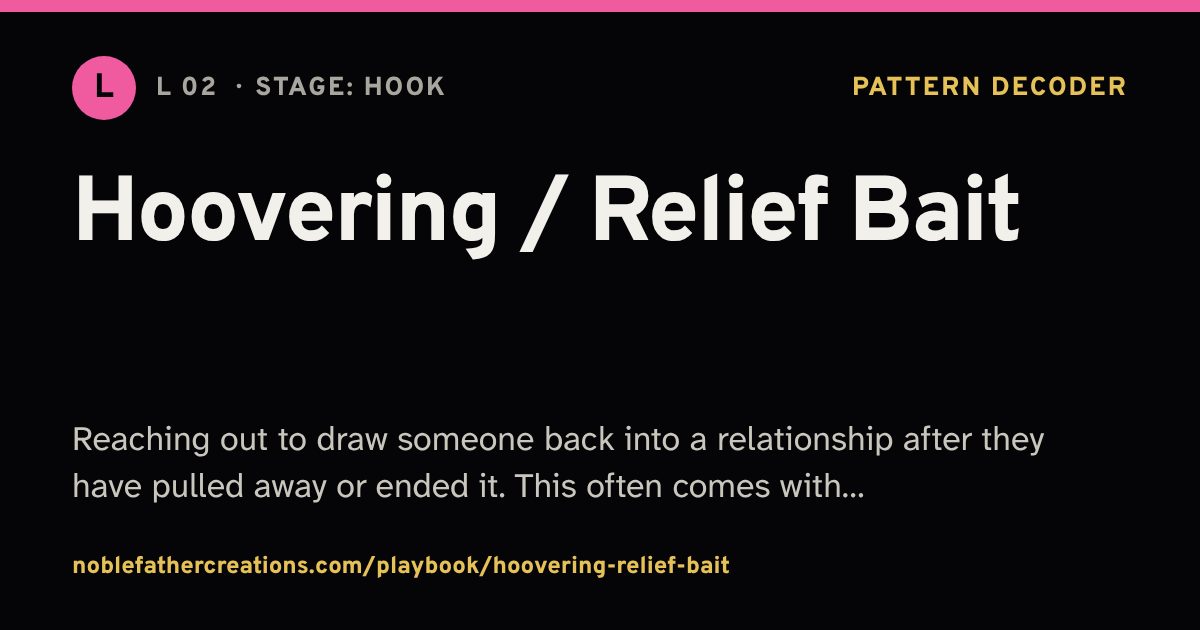 L
L 02 · STAGE: HOOK
PATTERN DECODER
Hoovering / Relief Bait
Reaching out to draw someone back into a relationship after they
have pulled away or ended it. This often comes with...
noblefathercreations.com/playbook/hoovering-relief-bait